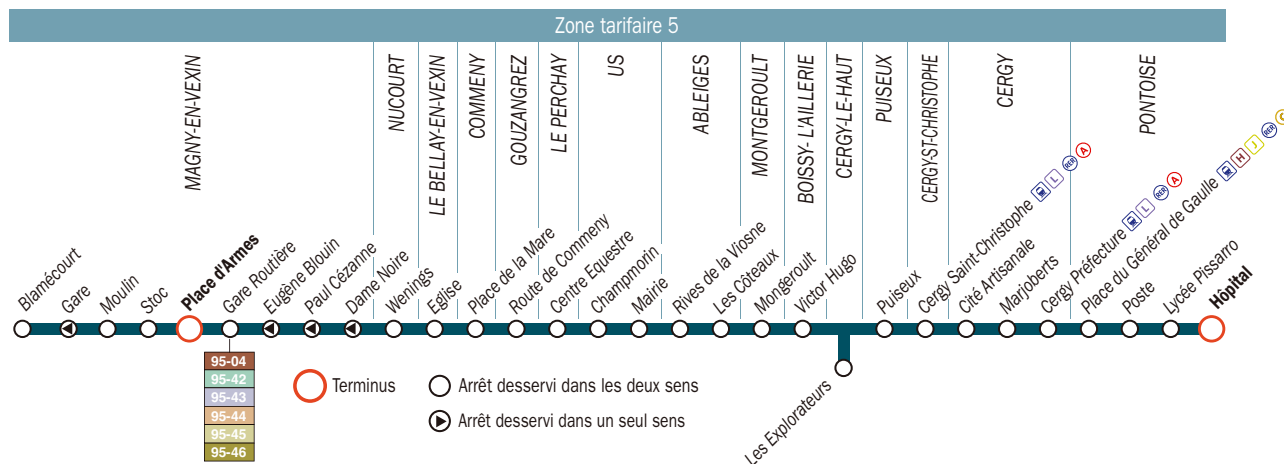 Zone tarifaire 5
MAGNY-EN-VEXIN
NUCOURT
LE BELLAY-EN-VEXIN
COMMENY
GOUZANGREZ
LE PERCHAY
US
ABLEIGES
MONTGEROULT
BOISSY- L'AILLERIE
CERGY-LE-HAUT
PUISEUX
CERGY-ST-CHRISTOPHE
CERGY
PONTOISE
Blamécourt
Gare
Moulin
Stoc
Place d'Armes
Gare Routière
Eugène Blouin
Paul Cézanne
Dame Noire
Wenings
Eglise
Place de la Mare
Route de Commeny
Centre Equestre
Champmorin
Mairie
Rives de la Viosne
Les Côteaux
Mongeroult
Victor Hugo
Les Explorateurs
Puiseux
Cergy Saint-Christophe L RER A
Cité Artisanale
Marjoberts
Cergy Préfecture L RER A
Place du Général de Gaulle H J RER
Poste
Lycée Pissarro
Hôpital
95-04
95-42
95-43
95-44
95-45
95-46
Terminus
Arrêt desservi dans les deux sens
Arrêt desservi dans un seul sens